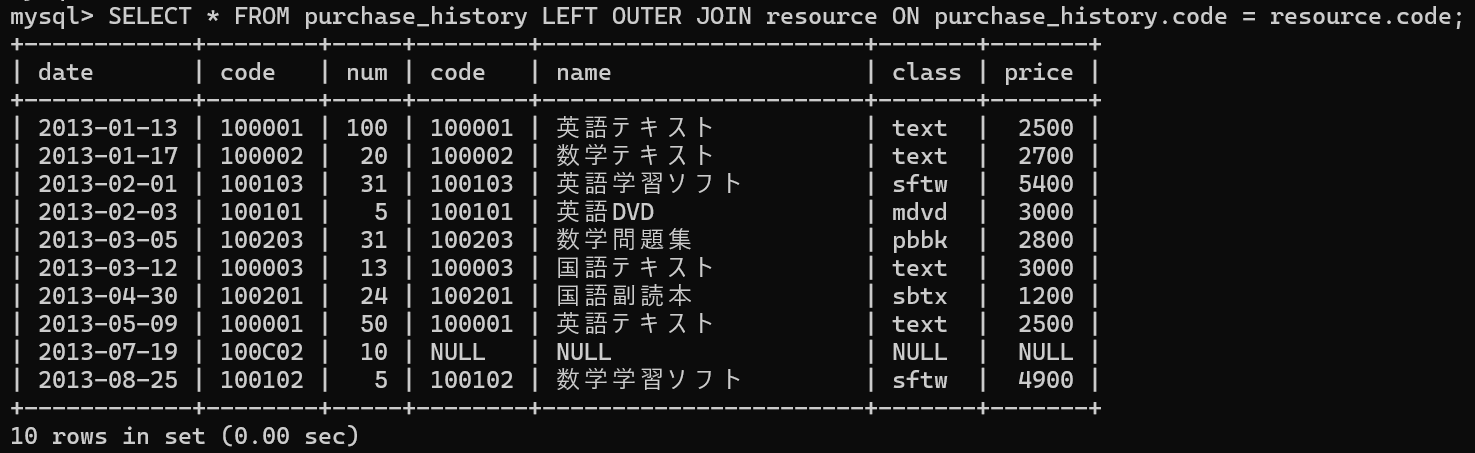 mysql> SELECT * FROM purchase_history LEFT OUTER JOIN resource ON purchase_history.code = resource.code;
+------------+--------+-----+--------+-----------------------+-------+-------+
| date       | code   | num | code   | name                  | class | price |
+------------+--------+-----+--------+-----------------------+-------+-------+
| 2013-01-13 | 100001 | 100 | 100001 | 英語テキスト | text  |  2500 |
| 2013-01-17 | 100002 |  20 | 100002 | 数学テキスト | text  |  2700 |
| 2013-02-01 | 100103 |  31 | 100103 | 英語学習ソフト | sftw  |  5400 |
| 2013-02-03 | 100101 |   5 | 100101 | 英語DVD | mdvd  |  3000 |
| 2013-03-05 | 100203 |  31 | 100203 | 数学問題集 | pbbk  |  2800 |
| 2013-03-12 | 100003 |  13 | 100003 | 国語テキスト | text  |  3000 |
| 2013-04-30 | 100201 |  24 | 100201 | 国語副読本 | sbtx  |  1200 |
| 2013-05-09 | 100001 |  50 | 100001 | 英語テキスト | text  |  2500 |
| 2013-07-19 | 100C02 |  10 | NULL   | NULL                  | NULL  |  NULL |
| 2013-08-25 | 100102 |   5 | 100102 | 数学学習ソフト | sftw  |  4900 |
+------------+--------+-----+--------+-----------------------+-------+-------+
10 rows in set (0.00 sec)